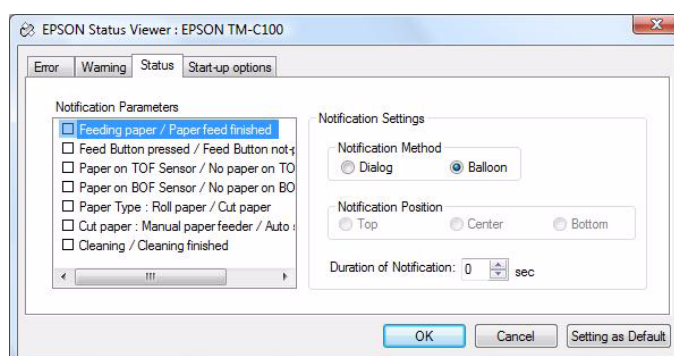 EPSON Status Viewer : EPSON TM-C100
Error Warning Status Start-up options
Notification Parameters
Feeding paper / Paper feed finished
Feed Button pressed / Feed Button not
Paper on TOF Sensor / No paper on TO
Paper on BOF Sensor / No paper on BO
Paper Type : Roll paper / Cut paper
Cut paper : Manual paper feeder / Auto
Cleaning / Cleaning finished
Notification Settings
Notification Method
Dialog Balloon
Notification Position
Top Center Bottom
Duration of Notification: 0 sec
OK Cancel Setting as Default